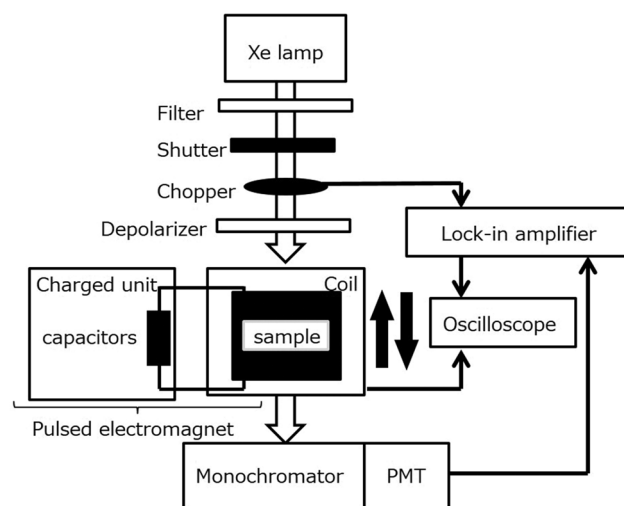 Xe lamp
Filter
Shutter
Chopper
Depolarizer
Lock-in amplifier
Charged unit
Coil
capacitors
sample
Oscilloscope
Pulsed electromagnet
Monochromator
PMT